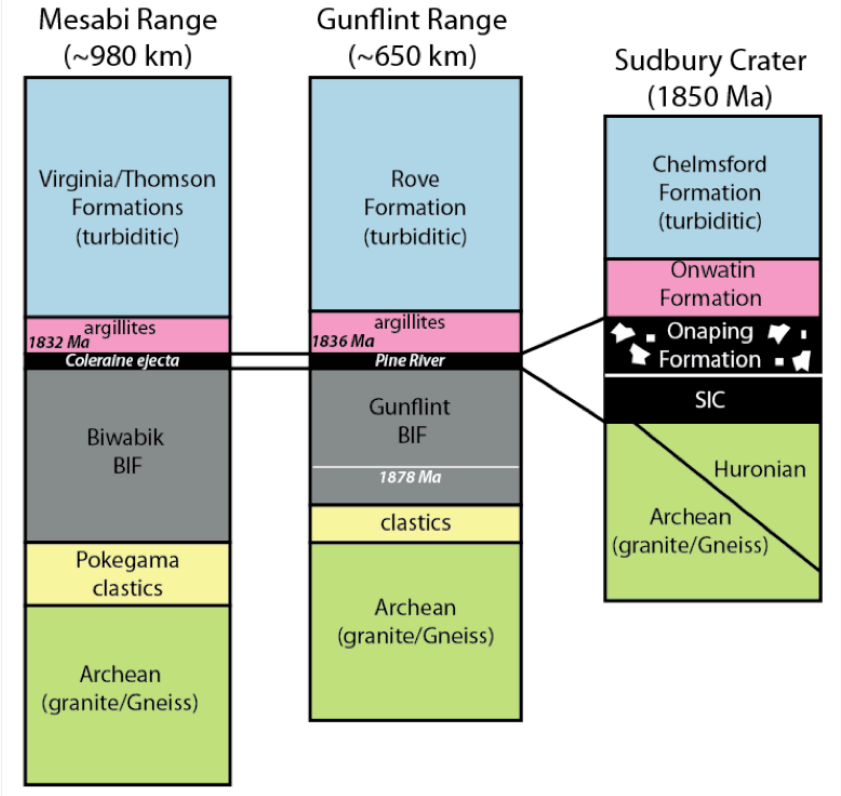 Mesabi Range
(~980 km)
Virginia/Thomson
Formations
(turbiditic)
argillites
1832 Ma
Coleraine ejecta
Biwabik
BIF
Pokegama
clastics
Archean
(granite/Gneiss)
Gunflint Range
(~650 km)
Rove
Formation
(turbiditic)
argillites
1836 Ma
Pine River
Gunflint
BIF
1878 Ma
clastics
Archean
(granite/Gneiss)
Sudbury Crater
(1850 Ma)
Chelmsford
Formation
(turbiditic)
Onwatin
Formation
Onaping
Formation
SIC
Huronian
Archean
(granite/Gneiss)